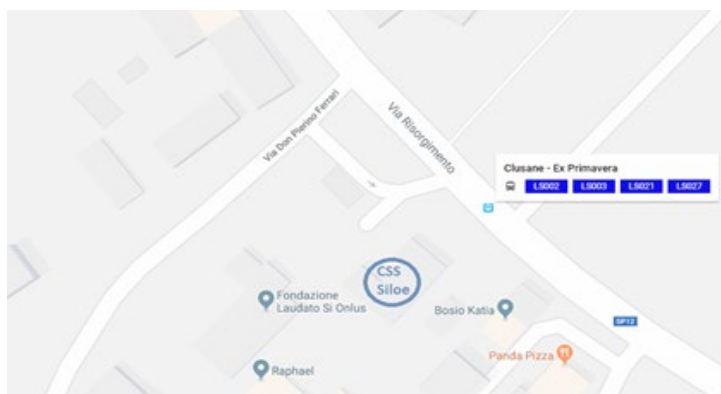 Via Don Pierino Ferrari
Via Risorgimento
Clusane - Ex Primavera
LS002 LS003 LS021 LS027
CSS
Siloe
Fondazione
Laudato Si Onlus
Bosio Katia
SP12
Panda Pizza
Raphael